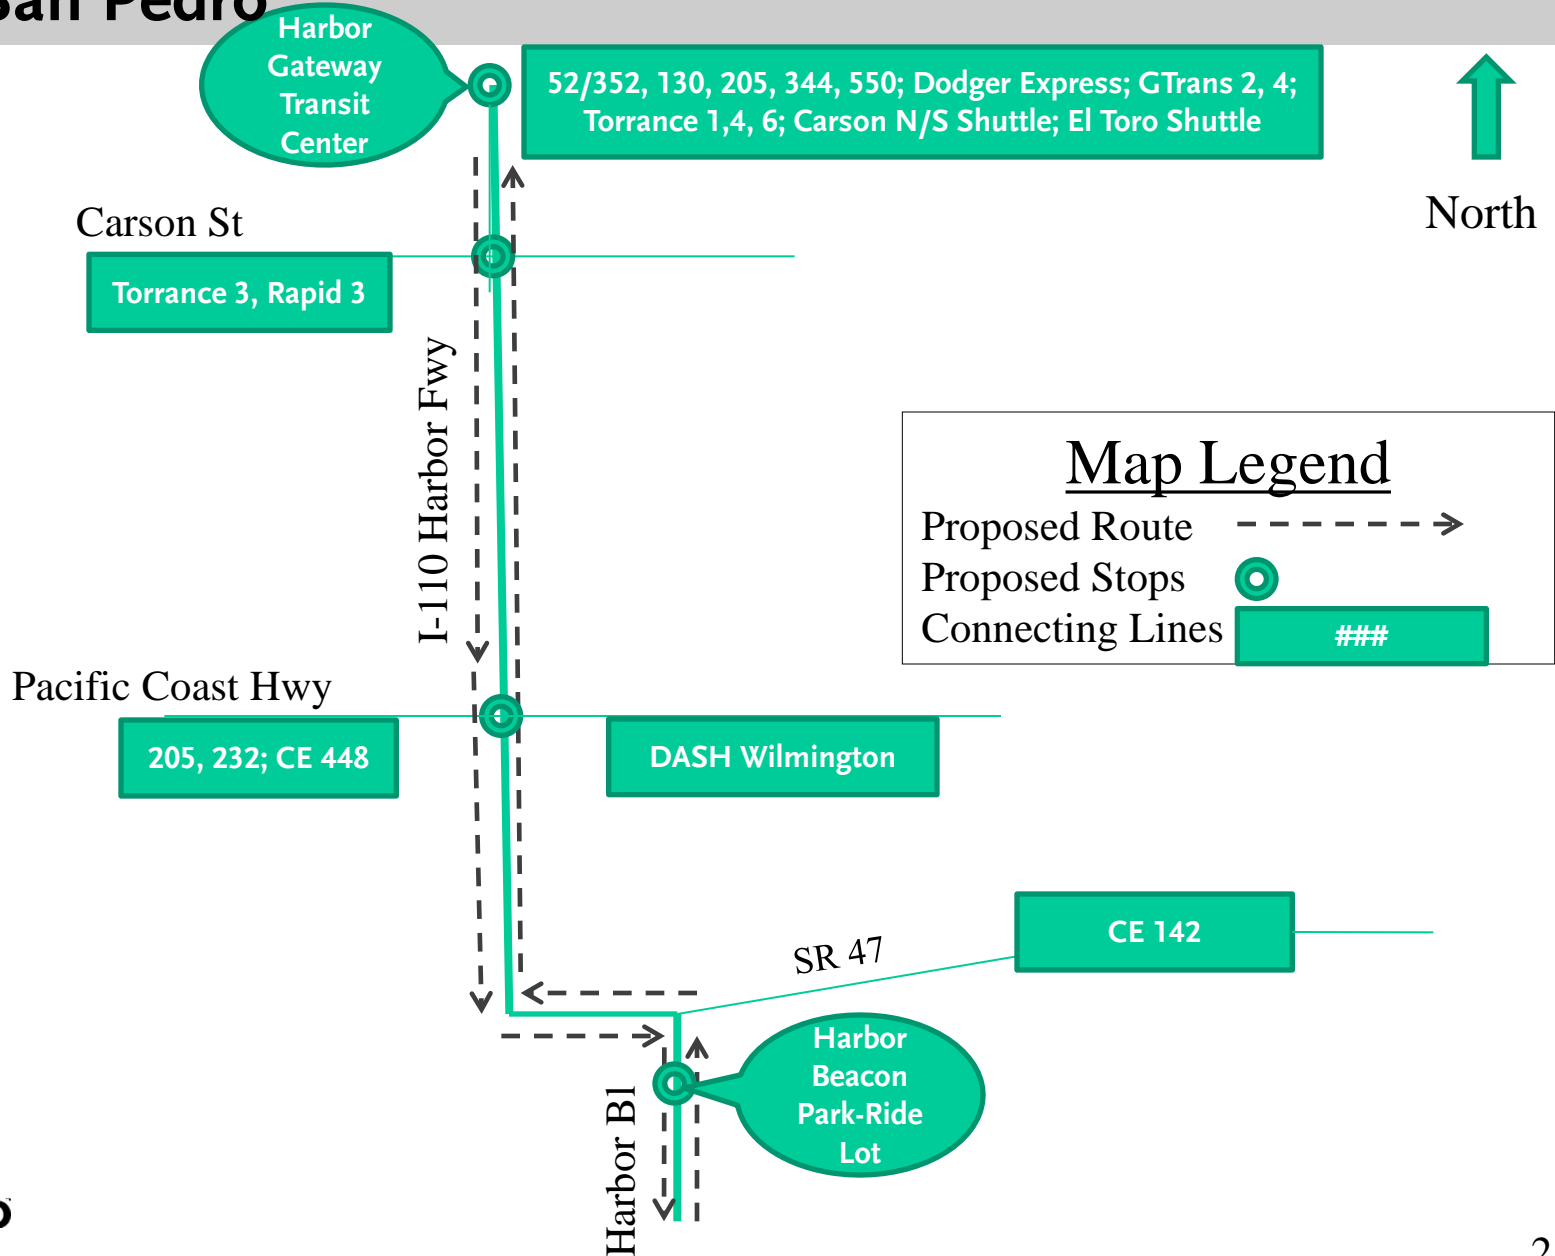 San Pedro
Harbor
Gateway
Transit
Center
52/352, 130, 205, 344, 550; Dodger Express; GTrans 2, 4;
Torrance 1,4, 6; Carson N/S Shuttle; El Toro Shuttle
North
Carson St
Torrance 3, Rapid 3
I-110 Harbor Fwy
Map Legend
Proposed Route
Proposed Stops
Connecting Lines
###
Pacific Coast Hwy
205, 232; CE 448
DASH Wilmington
CE 142
SR 47
Harbor
Beacon
Park-Ride
Lot
Harbor Bl
2